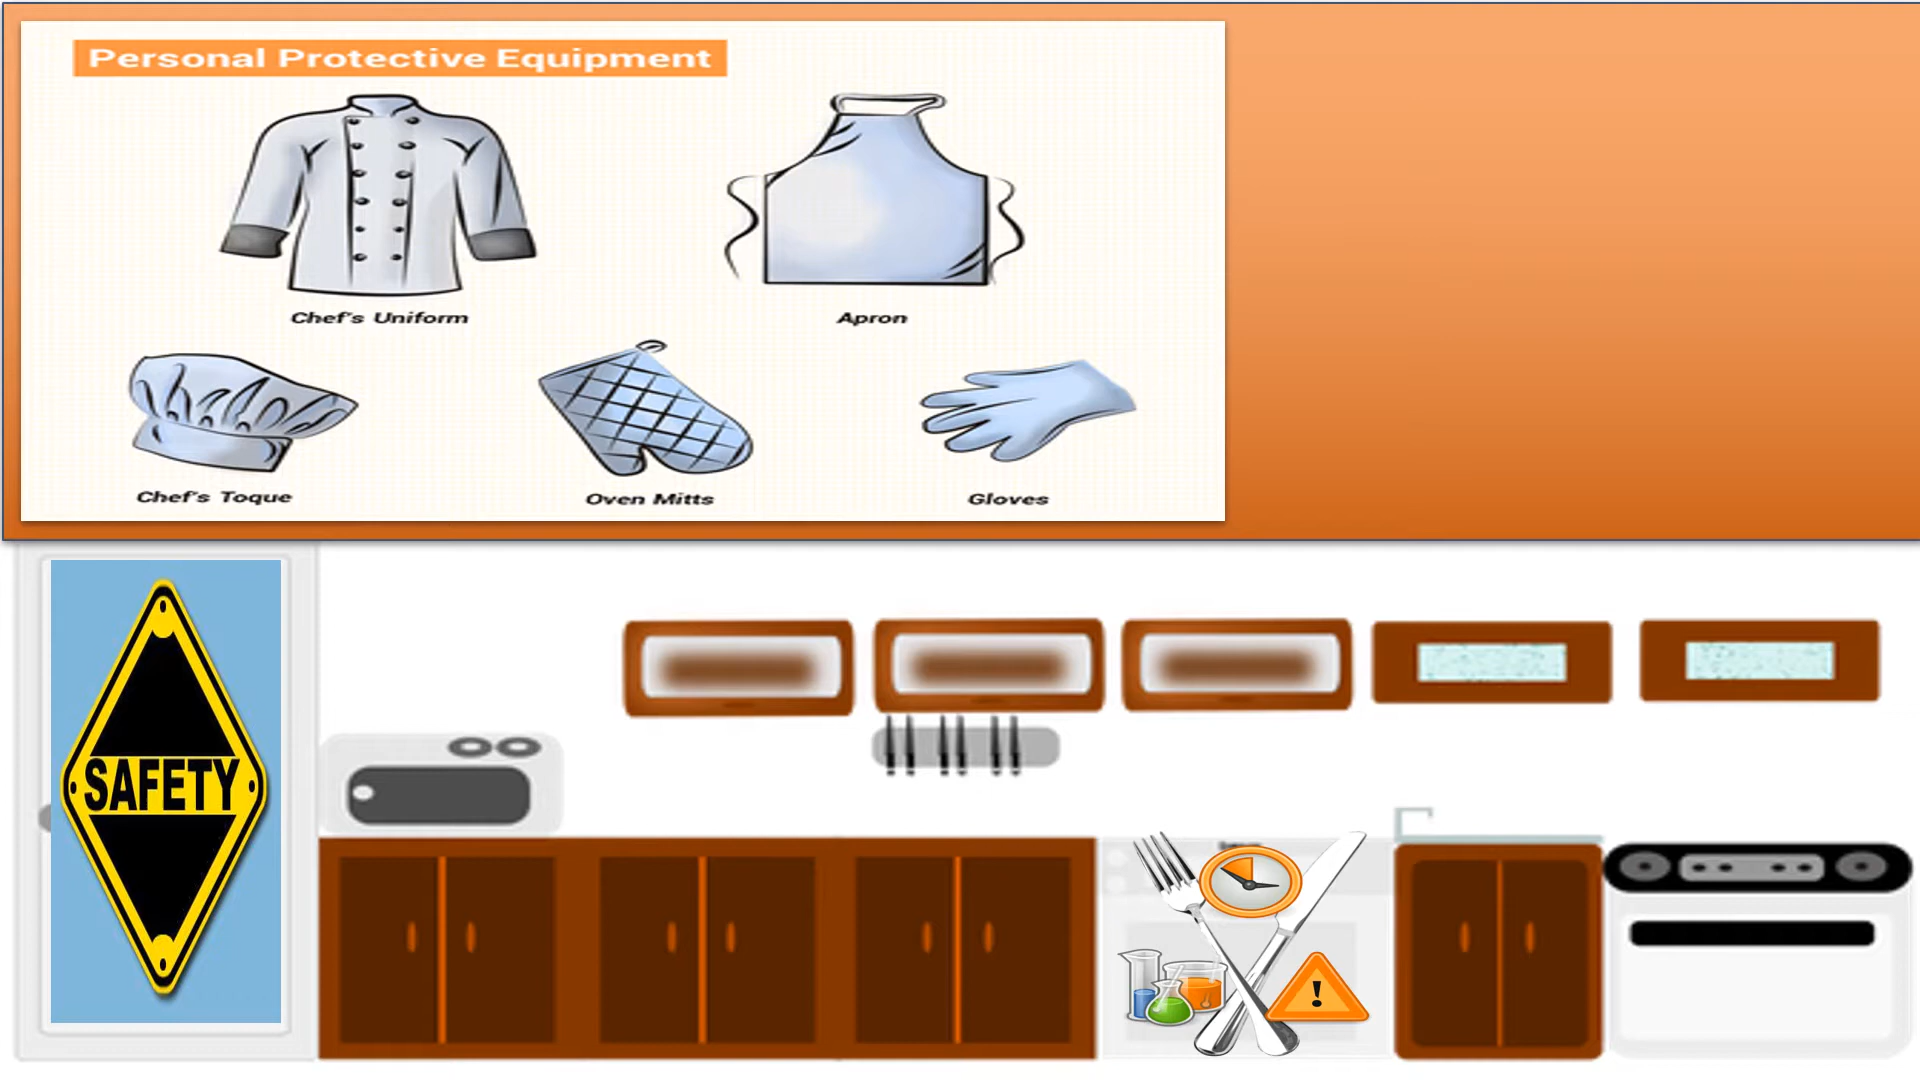 Personal Protective Equipment
Chef's Uniform
Apron
Chef's Toque
Oven Mitts
Gloves
SAFETY
!